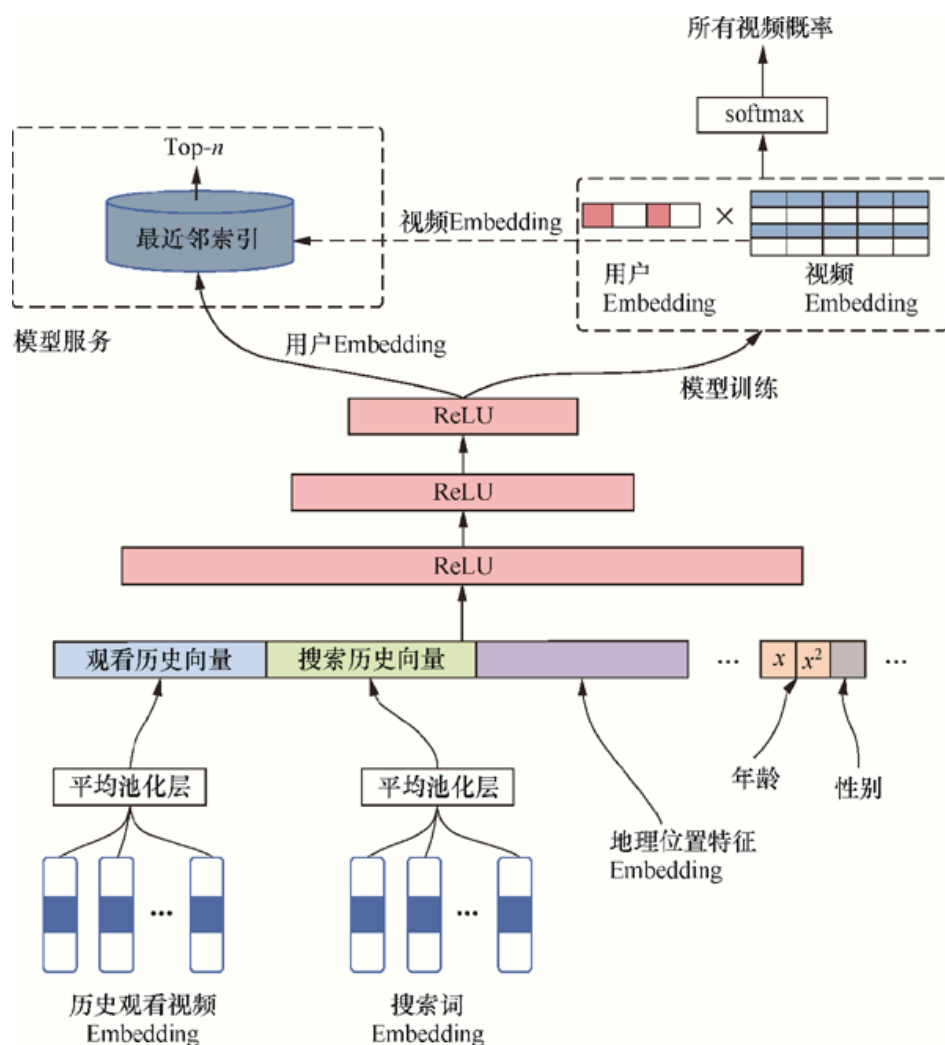 所有视频概率
softmax
Top-n
最近邻索引
视频Embedding
×
用户
Embedding
视频
Embedding
模型服务
用户Embedding
模型训练
ReLU
ReLU
ReLU
观看历史向量
搜索历史向量
...
x
x²
...
平均池化层
平均池化层
年龄
性别
地理位置特征
Embedding
...
...
历史观看视频
Embedding
搜索词
Embedding